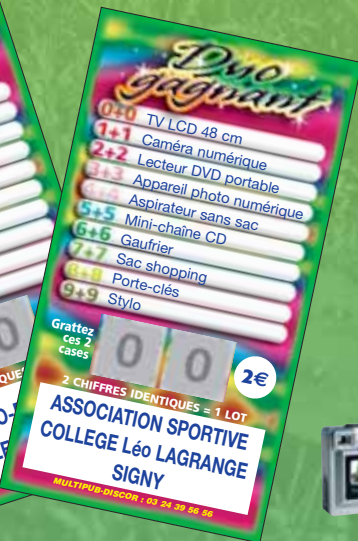 Duo
gagnant
0+0 TV LCD 48 cm
1+1 Caméra numérique
2+2 Lecteur DVD portable
3+3 Appareil photo numérique
4+4 Aspirateur sans sac
5+5 Mini-chaîne CD
6+6 Gaufrier
7+7 Sac shopping
8+8 Porte-clés
9+9 Stylo
Grattez
ces 2
cases
0 0
2€
2 CHIFFRES IDENTIQUES = 1 LOT
ASSOCIATION SPORTIVE
COLLEGE Léo LAGRANGE
SIGNY
MULTIPUB-DISCOR : 03 24 39 56 56
0